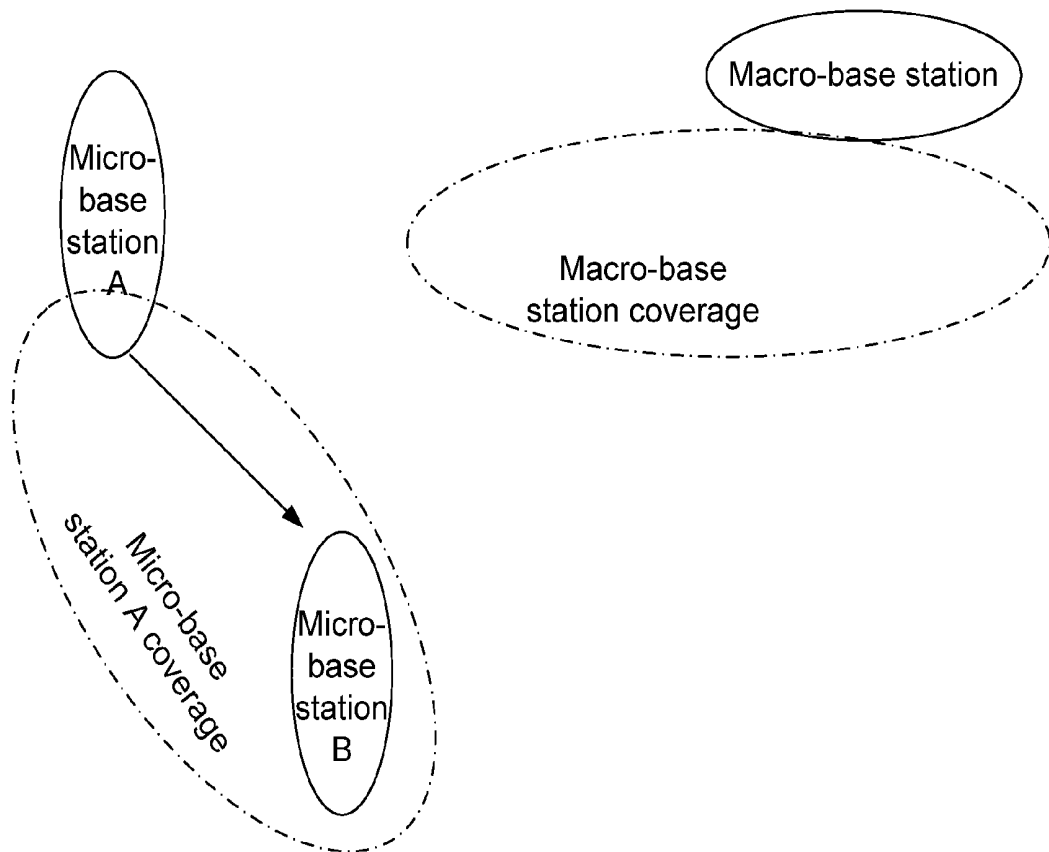 Macro-base station
Micro-
base
station
A
Macro-base
station coverage
Micro-base
station A coverage
Micro-
base
station
B